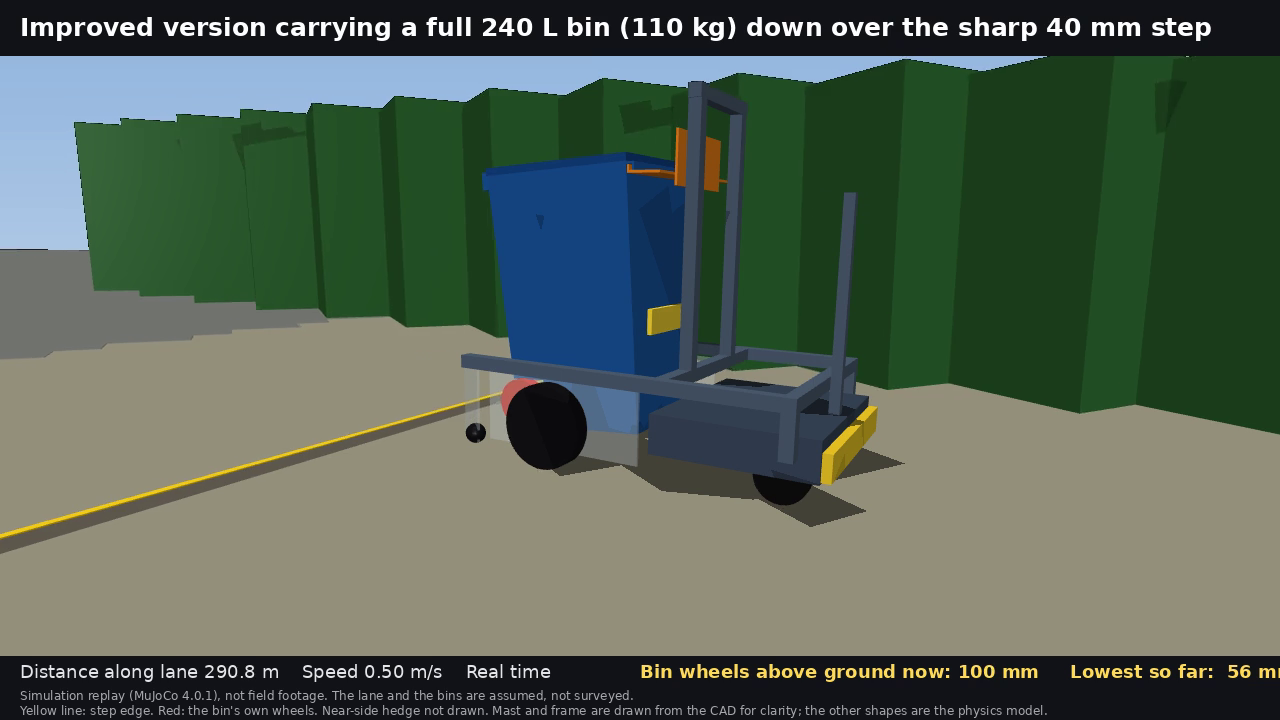 Improved version carrying a full 240 L bin (110 kg) down over the sharp 40 mm step
Distance along lane 290.8 m    Speed 0.50 m/s    Real time    Bin wheels above ground now: 100 mm    Lowest so far:  56 m
Simulation replay (MuJoCo 4.0.1), not field footage. The lane and the bins are assumed, not surveyed.
Yellow line: step edge. Red: the bin's own wheels. Near-side hedge not drawn. Mast and frame are drawn from the CAD for clarity; the other shapes are the physics model.